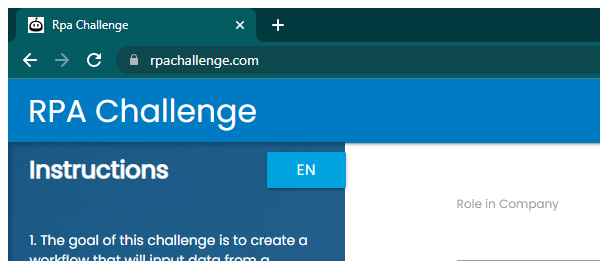 Rpa Challenge
rpachallenge.com
RPA Challenge
Instructions
EN
Role in Company
1. The goal of this challenge is to create a
workflow that will input data from a